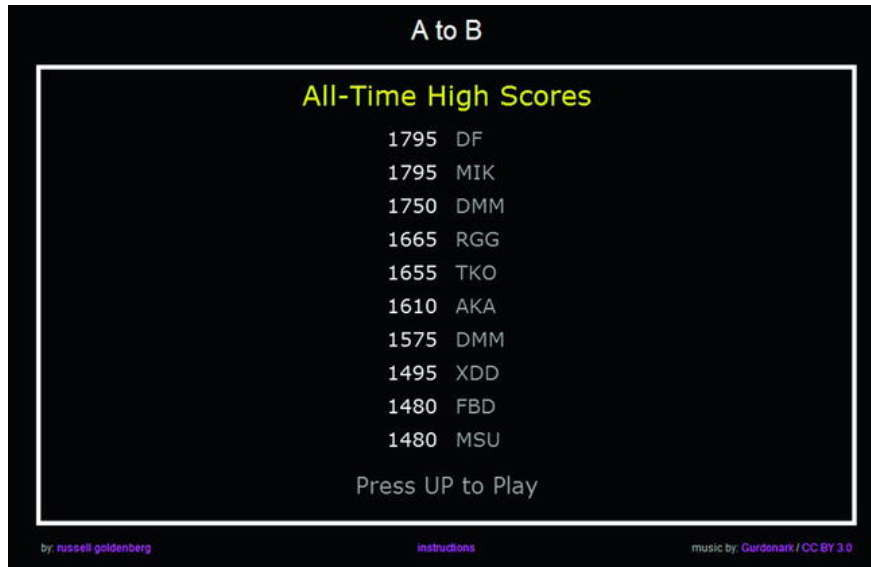 A to B
All-Time High Scores
1795 DF
1795 MIK
1750 DMM
1665 RGG
1655 TKO
1610 AKA
1575 DMM
1495 XDD
1480 FBD
1480 MSU
Press UP to Play
by: russell goldenberg instructions music by: Gurdonark / CC BY 3.0